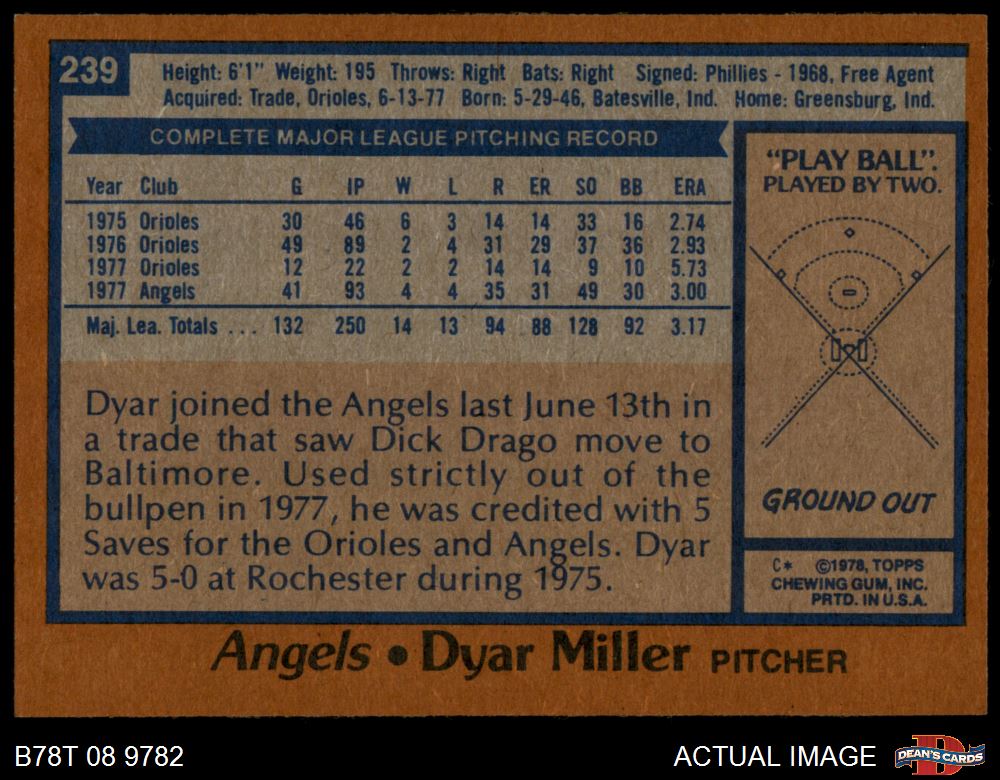 239
Height: 6'1" Weight: 195 Throws: Right Bats: Right Signed: Phillies - 1968, Free Agent
Acquired: Trade, Orioles, 6-13-77 Born: 5-29-46, Batesville, Ind. Home: Greensburg, Ind.
COMPLETE MAJOR LEAGUE PITCHING RECORD
Year Club G IP W L R ER SO BB ERA
1975 Orioles 30 46 6 3 14 14 33 16 2.74
1976 Orioles 49 89 2 4 31 29 37 36 2.93
1977 Orioles 12 22 2 2 14 14 9 10 5.73
1977 Angels 41 93 4 4 35 31 49 30 3.00
Maj. Lea. Totals ... 132 250 14 13 94 88 128 92 3.17
Dyar joined the Angels last June 13th in
a trade that saw Dick Drago move to
Baltimore. Used strictly out of the
bullpen in 1977, he was credited with 5
Saves for the Orioles and Angels. Dyar
was 5-0 at Rochester during 1975.
"PLAY BALL".
PLAYED BY TWO.
GROUND OUT
C* ©1978, TOPPS
CHEWING GUM, INC.
PRTD. IN U.S.A.
Angels • Dyar Miller PITCHER
B78T 08 9782
ACTUAL IMAGE
D
DEAN'S CARDS